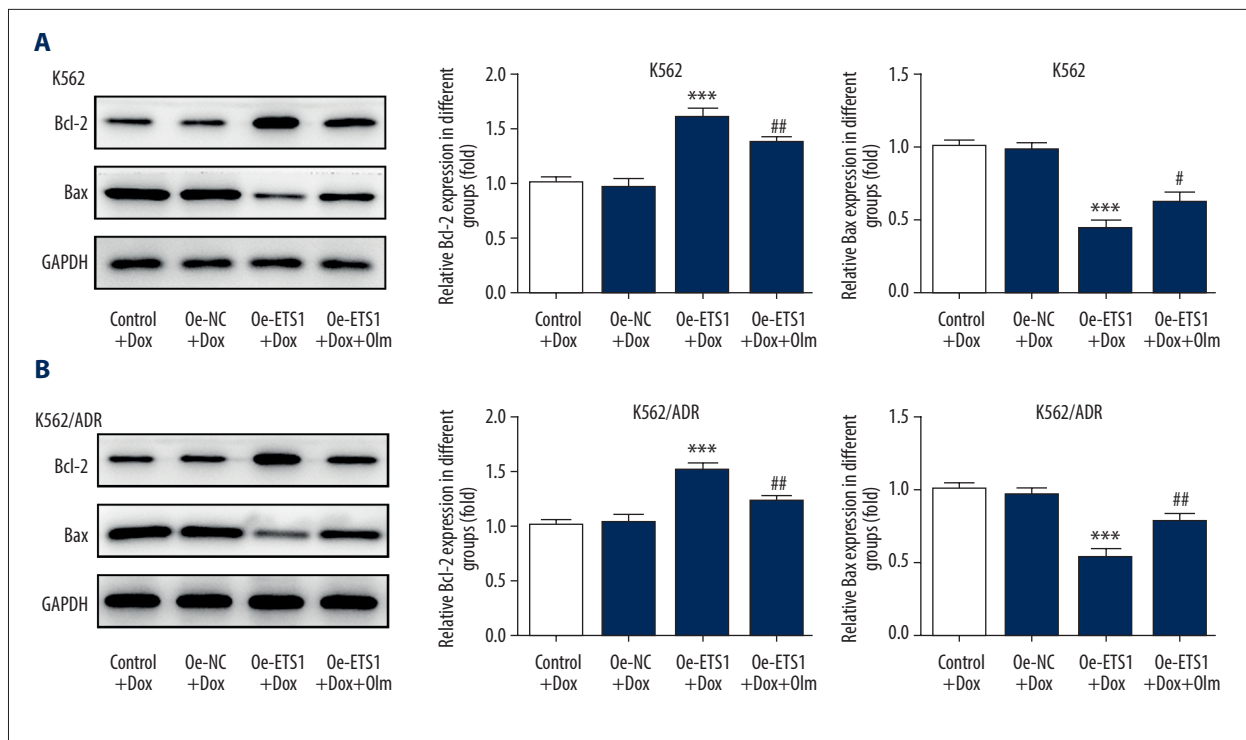 A
K562
Bcl-2
Bax
GAPDH
Control +Dox
Oe-NC +Dox
Oe-ETS1 +Dox
Oe-ETS1 +Dox+Olm
K562
Relative Bcl-2 expression in different
groups (fold)
2.0
1.5
1.0
0.5
0.0
***
##
Control +Dox
Oe-NC +Dox
Oe-ETS1 +Dox
Oe-ETS1 +Dox+Olm
K562
Relative Bax expression in different
groups (fold)
1.5
1.0
0.5
0.0
***
#
Control +Dox
Oe-NC +Dox
Oe-ETS1 +Dox
Oe-ETS1 +Dox+Olm
B
K562/ADR
Bcl-2
Bax
GAPDH
Control +Dox
Oe-NC +Dox
Oe-ETS1 +Dox
Oe-ETS1 +Dox+Olm
K562/ADR
Relative Bcl-2 expression in different
groups (fold)
2.0
1.5
1.0
0.5
0.0
***
##
Control +Dox
Oe-NC +Dox
Oe-ETS1 +Dox
Oe-ETS1 +Dox+Olm
K562/ADR
Relative Bax expression in different
groups (fold)
1.5
1.0
0.5
0.0
***
##
Control +Dox
Oe-NC +Dox
Oe-ETS1 +Dox
Oe-ETS1 +Dox+Olm